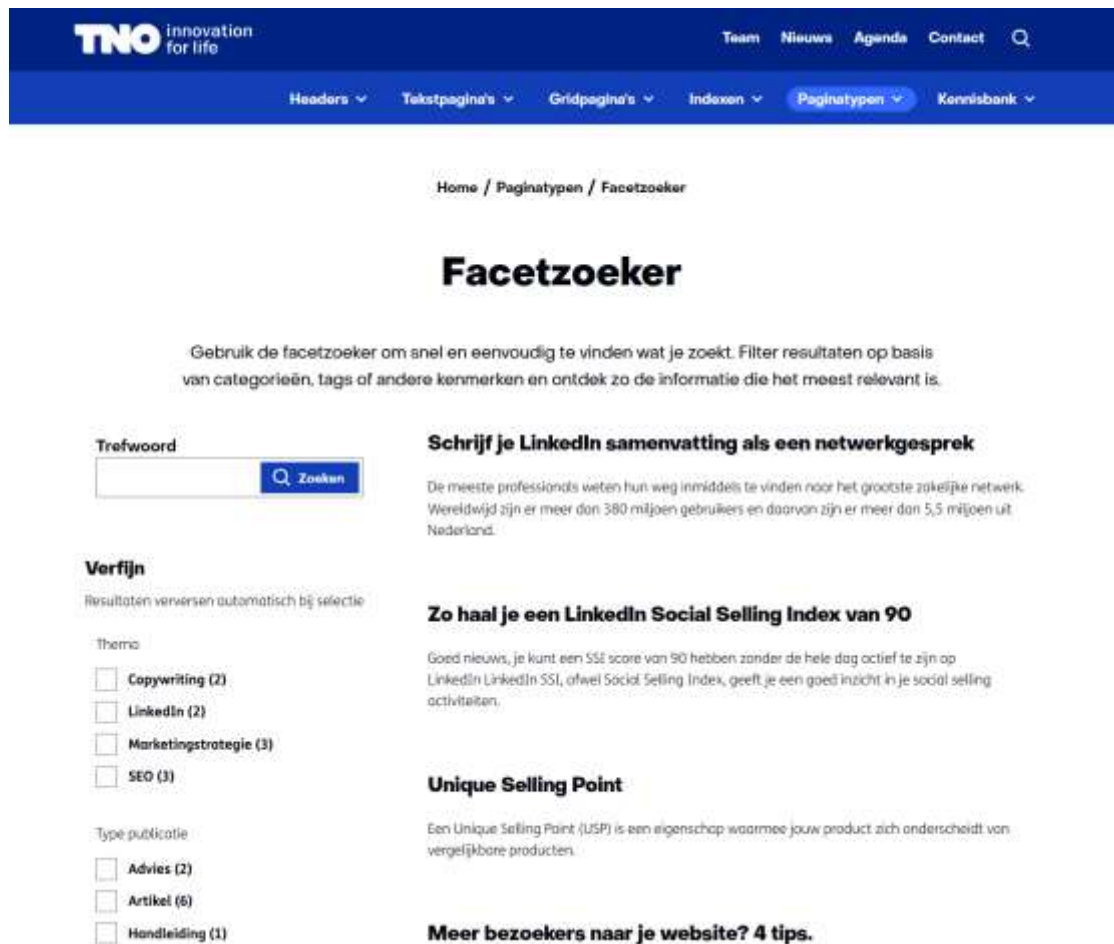 TNO innovation
for life
Team Nieuws Agenda Contact
Headers Tekstpagina's Gridpagina's Indexen Paginatypen Kennisbank
Home / Paginatypen / Facetzoeker
Facetzoeker
Gebruik de facetzoeker om snel en eenvoudig te vinden wat je zoekt. Filter resultaten op basis
van categorieën, tags of andere kenmerken en ontdek zo de informatie die het meest relevant is.
Trefwoord
Zoeken
Verfijn
Resultaten verversen automatisch bij selectie
Thema
Copywriting (2)
LinkedIn (2)
Marketingstrategie (3)
SEO (3)
Type publicatie
Advies (2)
Artikel (6)
Handleiding (1)
Schrijf je LinkedIn samenvatting als een netwerkgesprek
De meeste professionals weten hun weg inmiddels te vinden naar het grootste zakelijke netwerk.
Wereldwijd zijn er meer dan 380 miljoen gebruikers en daarvan zijn er meer dan 5,5 miljoen uit
Nederland.
Zo haal je een LinkedIn Social Selling Index van 90
Goed nieuws, je kunt een SSI score van 90 hebben zonder de hele dag actief te zijn op
LinkedIn LinkedIn SSI, ofwel Social Selling Index, geeft je een goed inzicht in je social selling
activiteiten.
Unique Selling Point
Een Unique Selling Point (USP) is een eigenschap waarmee jouw product zich onderscheidt van
vergelijkbare producten.
Meer bezoekers naar je website? 4 tips.